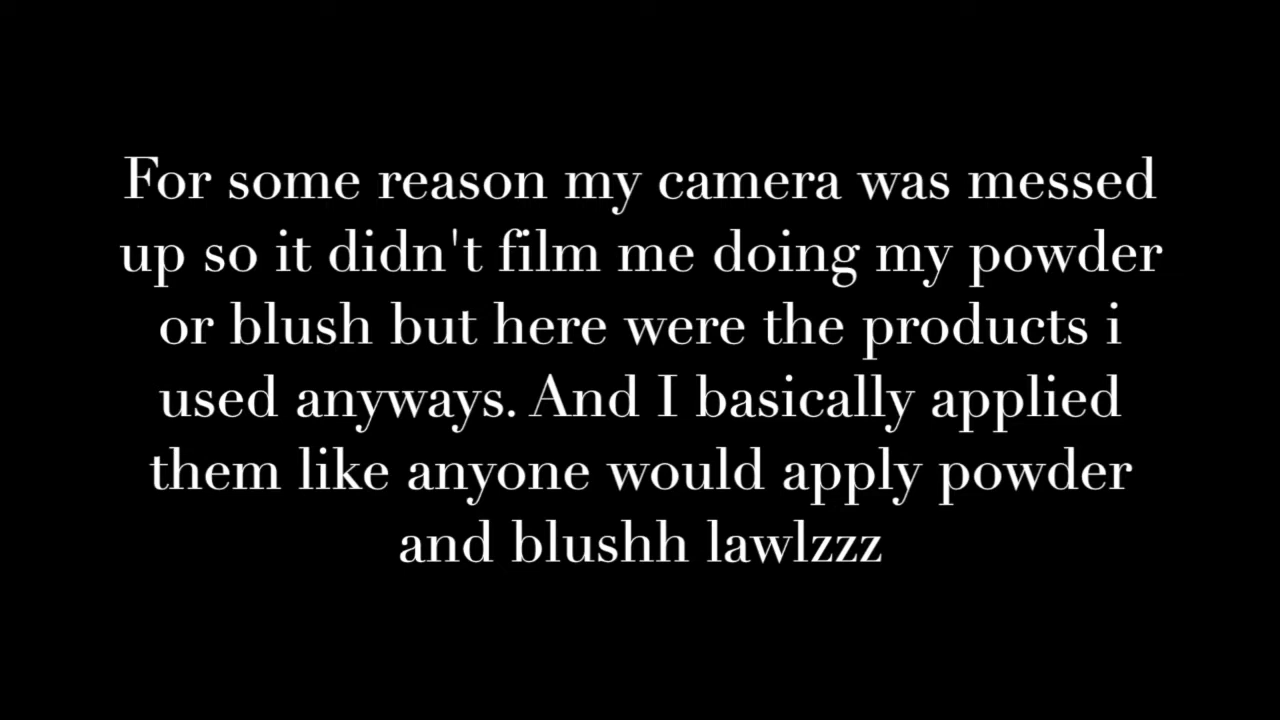 For some reason my camera was messed
up so it didn't film me doing my powder
or blush but here were the products i
used anyways. And I basically applied
them like anyone would apply powder
and blushh lawlzzz